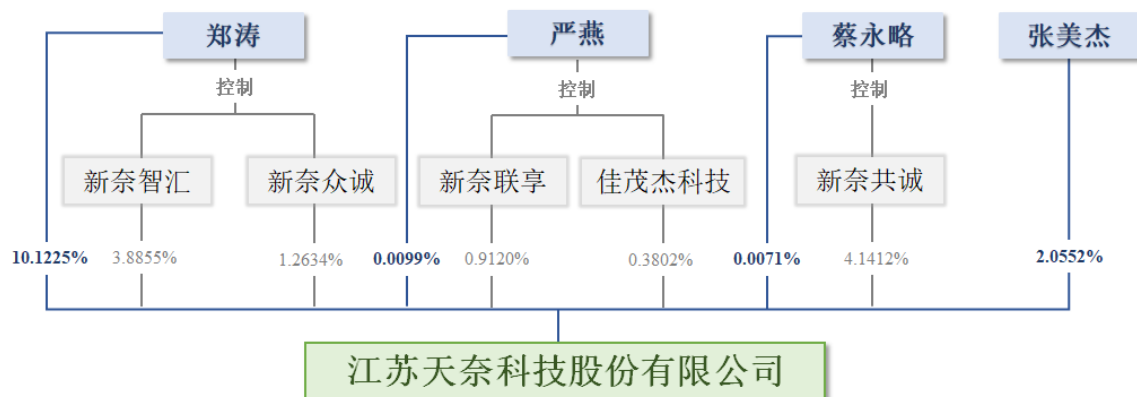 郑涛
严燕
蔡永略
张美杰
控制
控制
控制
新奈智汇
新奈众诚
新奈联享
佳茂杰科技
新奈共诚
10.1225%
3.8855%
1.2634%
0.0099%
0.9120%
0.3802%
0.0071%
4.1412%
2.0552%
江苏天奈科技股份有限公司